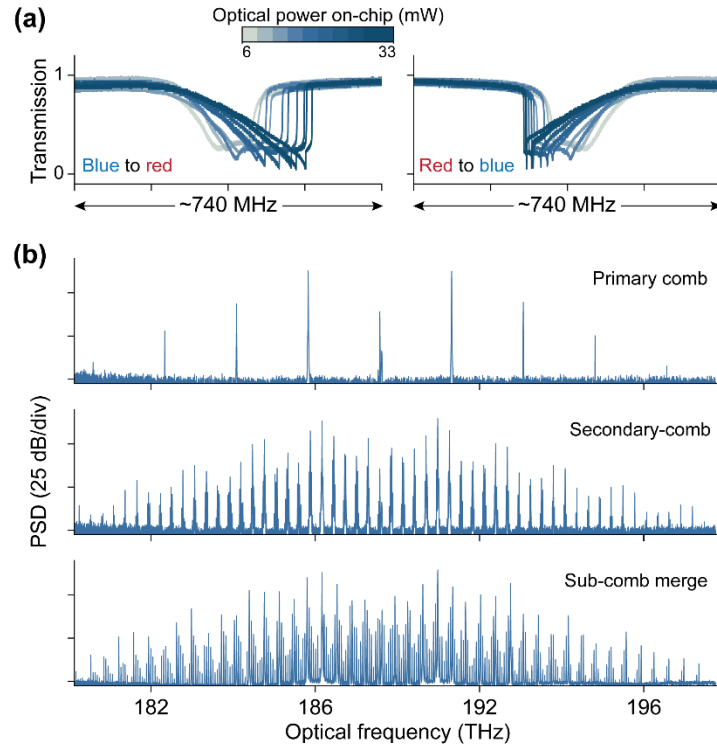 (a)
Optical power on-chip (mW)
6 33
Transmission
1
0
Blue to red
Red to blue
~740 MHz
~740 MHz
(b)
Primary comb
Secondary-comb
Sub-comb merge
PSD (25 dB/div)
182 186 192 196
Optical frequency (THz)